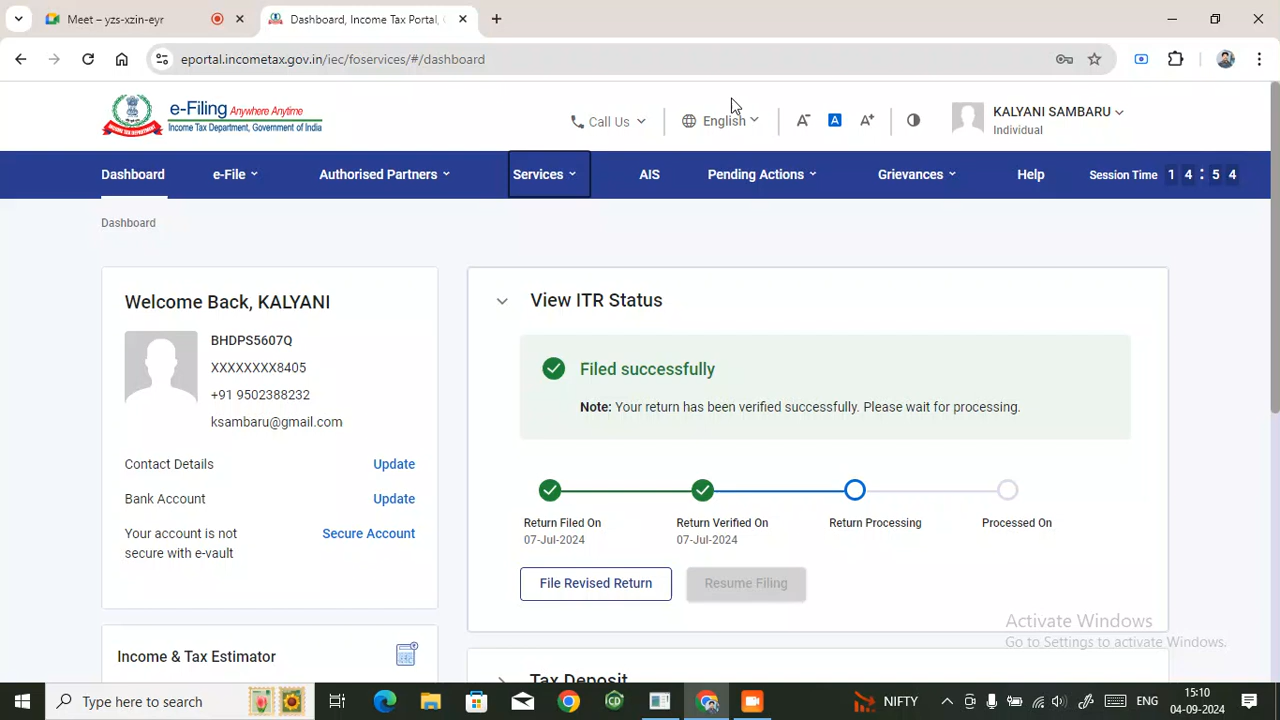 Meet – yzs-xzin-eyr
Dashboard, Income Tax Portal,
eportal.incometax.gov.in/iec/foservices/#/dashboard
e-Filing Anywhere Anytime
Income Tax Department, Government of India
Call Us
English
A- A A+
KALYANI SAMBARU
Individual
Dashboard e-File Authorised Partners Services AIS Pending Actions Grievances Help Session Time 1 4 : 5 4
Dashboard
Welcome Back, KALYANI
BHDPS5607Q
XXXXXXXX8405
+91 9502388232
ksambaru@gmail.com
Contact Details Update
Bank Account Update
Your account is not
secure with e-vault
Secure Account
Income & Tax Estimator
View ITR Status
Filed successfully
Note: Your return has been verified successfully. Please wait for processing.
Return Filed On
07-Jul-2024
Return Verified On
07-Jul-2024
Return Processing
Processed On
File Revised Return Resume Filing
Tax Deposit
Activate Windows
Go to Settings to activate Windows.
Type here to search
NIFTY
ENG
15:10
04-09-2024